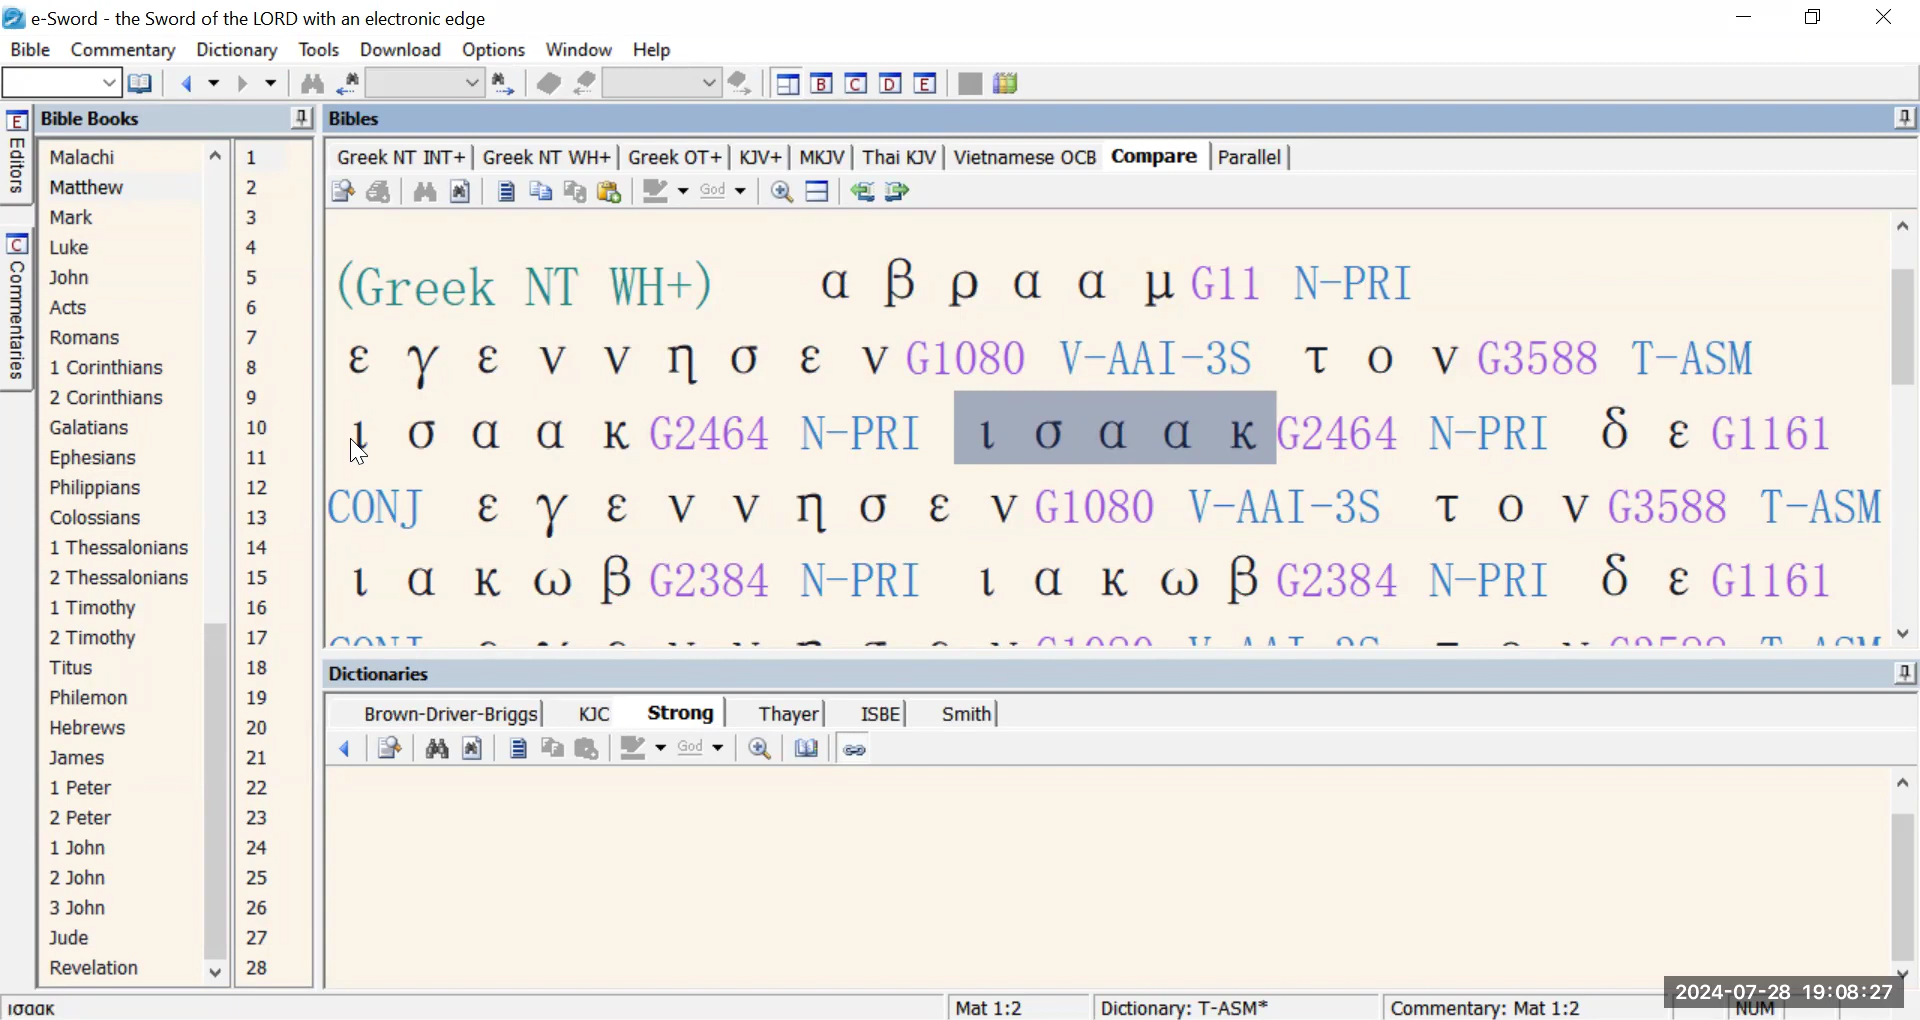 e-Sword - the Sword of the LORD with an electronic edge
Bible Commentary Dictionary Tools Download Options Window Help
B C D E
E Editors
C Commentaries
Bible Books
Malachi
Matthew
Mark
Luke
John
Acts
Romans
1 Corinthians
2 Corinthians
Galatians
Ephesians
Philippians
Colossians
1 Thessalonians
2 Thessalonians
1 Timothy
2 Timothy
Titus
Philemon
Hebrews
James
1 Peter
2 Peter
1 John
2 John
3 John
Jude
Revelation
1
2
3
4
5
6
7
8
9
10
11
12
13
14
15
16
17
18
19
20
21
22
23
24
25
26
27
28
Bibles
Greek NT INT+ Greek NT WH+ Greek OT+ KJV+ MKJV Thai KJV Vietnamese OCB Compare Parallel
God
(Greek NT WH+) α β ρ α α μ G11 N-PRI
ε γ ε ν ν η σ ε ν G1080 V-AAI-3S τ ο ν G3588 T-ASM
ι σ α α κ G2464 N-PRI ι σ α α κ G2464 N-PRI δ ε G1161
CONJ ε γ ε ν ν η σ ε ν G1080 V-AAI-3S τ ο ν G3588 T-ASM
ι α κ ω β G2384 N-PRI ι α κ ω β G2384 N-PRI δ ε G1161
Dictionaries
Brown-Driver-Briggs KJC Strong Thayer ISBE Smith
God
2024-07-28 19:08:27
ισαακ Mat 1:2 Dictionary: T-ASM* Commentary: Mat 1:2 NUM